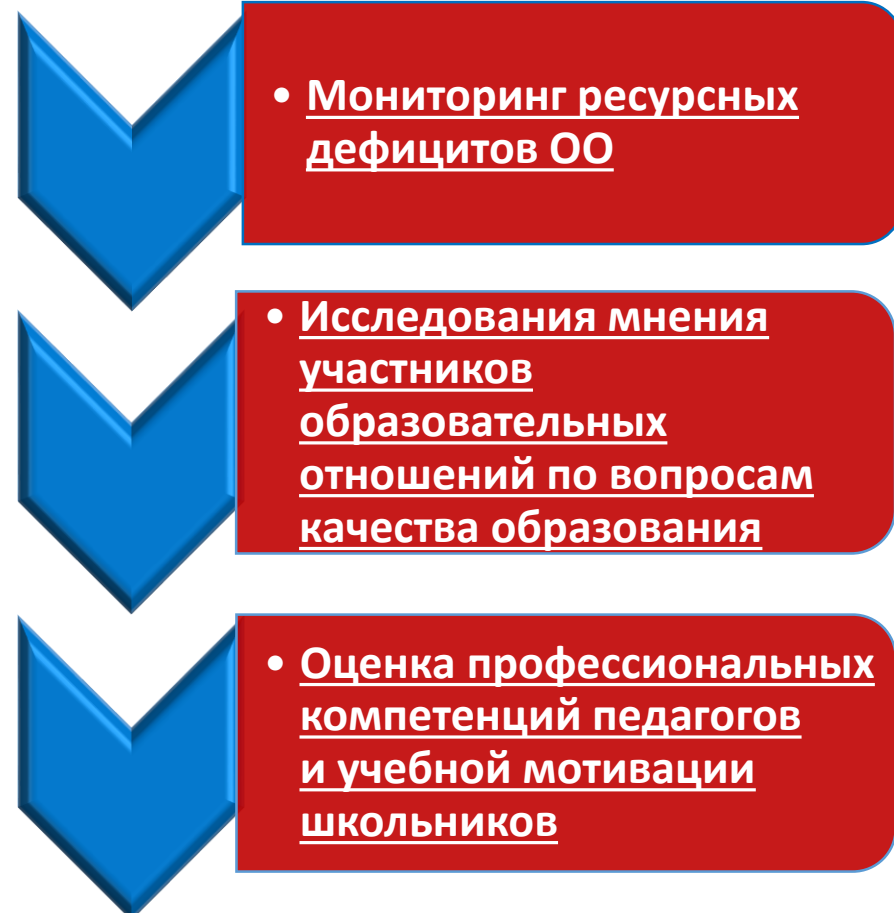 • Мониторинг ресурсных
дефицитов ОО
• Исследования мнения
участников
образовательных
отношений по вопросам
качества образования
• Оценка профессиональных
компетенций педагогов
и учебной мотивации
школьников